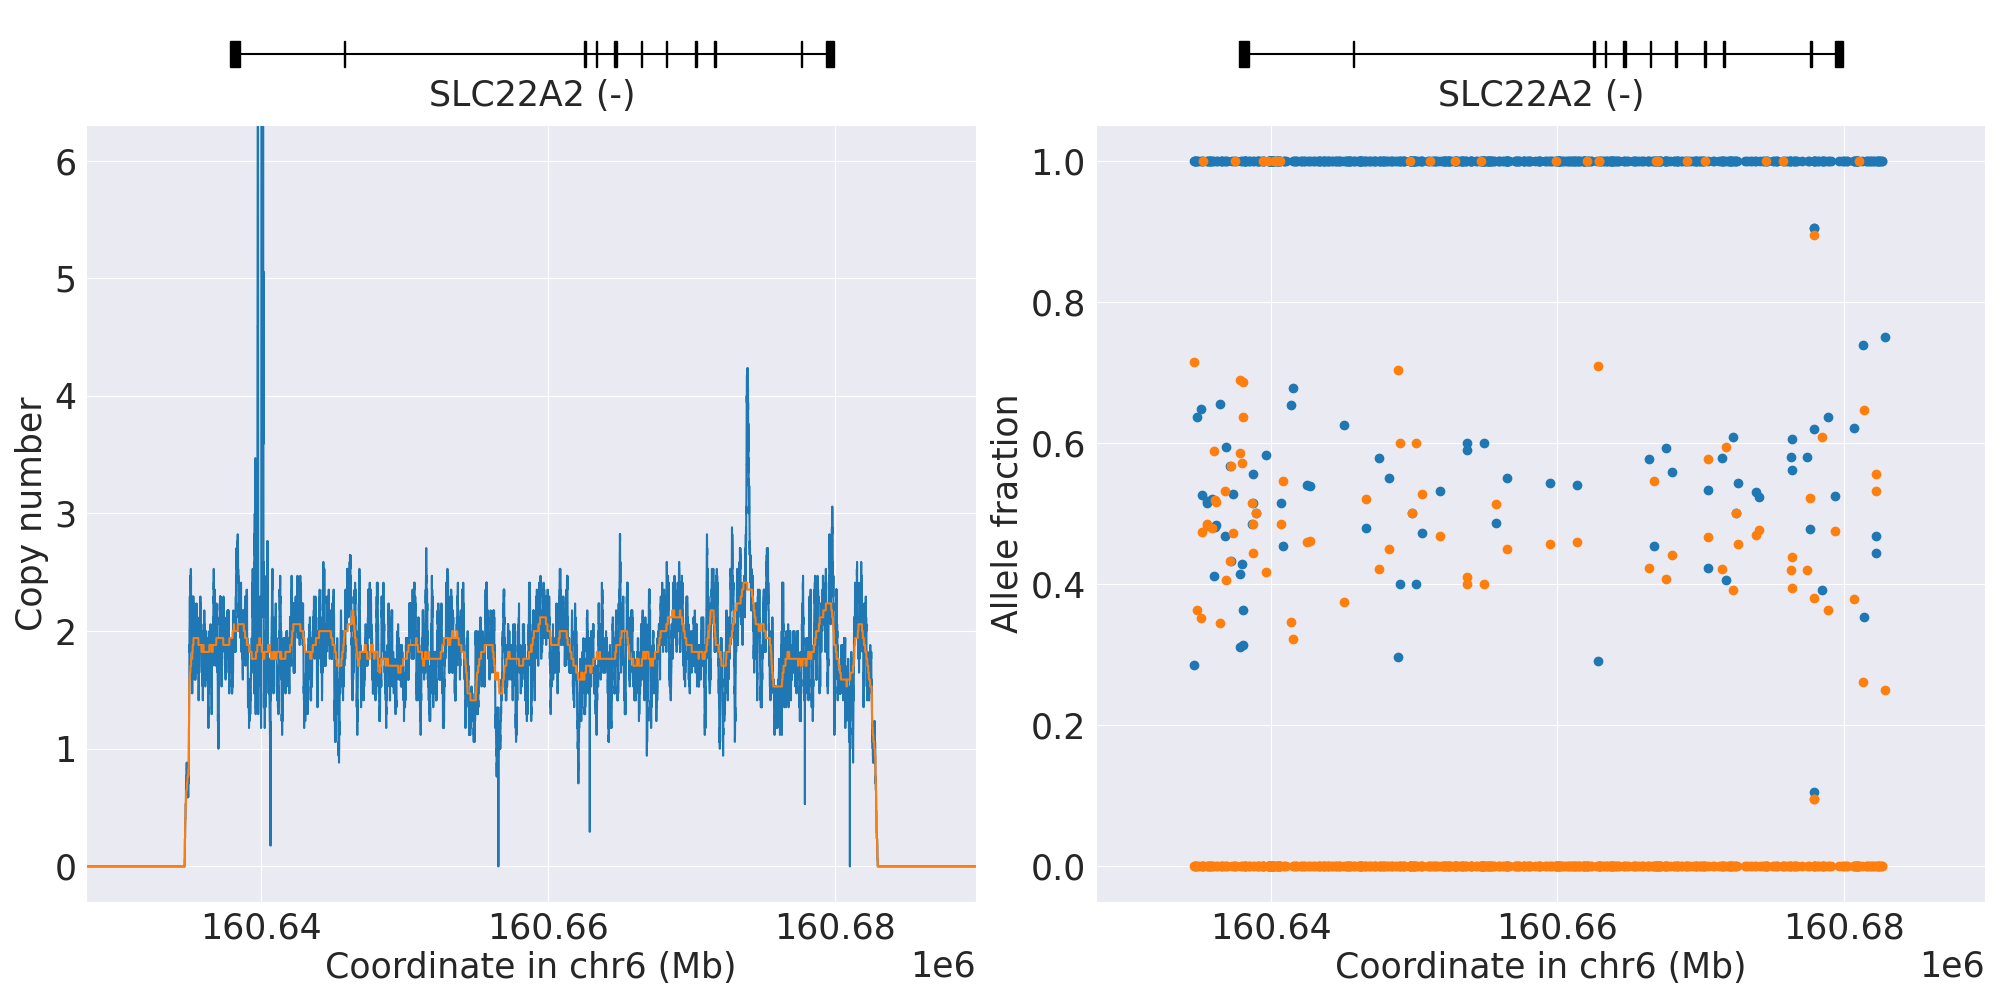 SLC22A2 (-)
Copy number
6
5
4
3
2
1
0
160.64
160.66
160.68
Coordinate in chr6 (Mb)
1e6
SLC22A2 (-)
Allele fraction
1.0
0.8
0.6
0.4
0.2
0.0
160.64
160.66
160.68
Coordinate in chr6 (Mb)
1e6